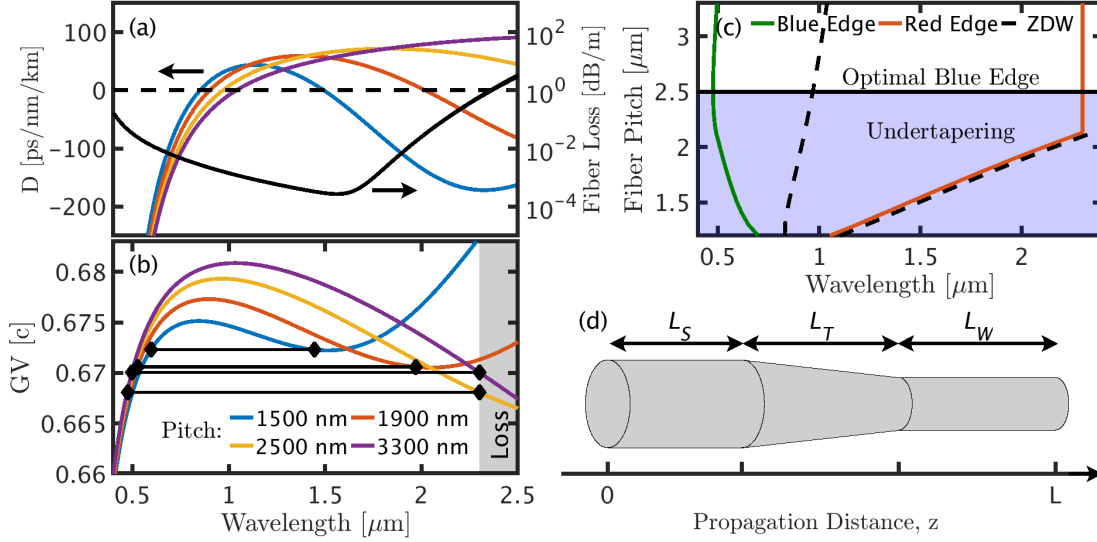 (a)
100
50
0
−100
−200
D [ps/nm/km]
10^2
10^0
10^−2
10^−4
Fiber Loss [dB/m]
(b)
0.68
0.675
0.67
0.665
0.66
GV [c]
Pitch:
1500 nm
1900 nm
2500 nm
3300 nm
Loss
0.5
1
1.5
2
2.5
Wavelength [μm]
(c)
Blue Edge
Red Edge
ZDW
Optimal Blue Edge
Undertapering
3
2.5
2
1.5
Fiber Pitch [μm]
0.5
1
1.5
2
Wavelength [μm]
(d)
L_S
L_T
L_W
0
L
Propagation Distance, z